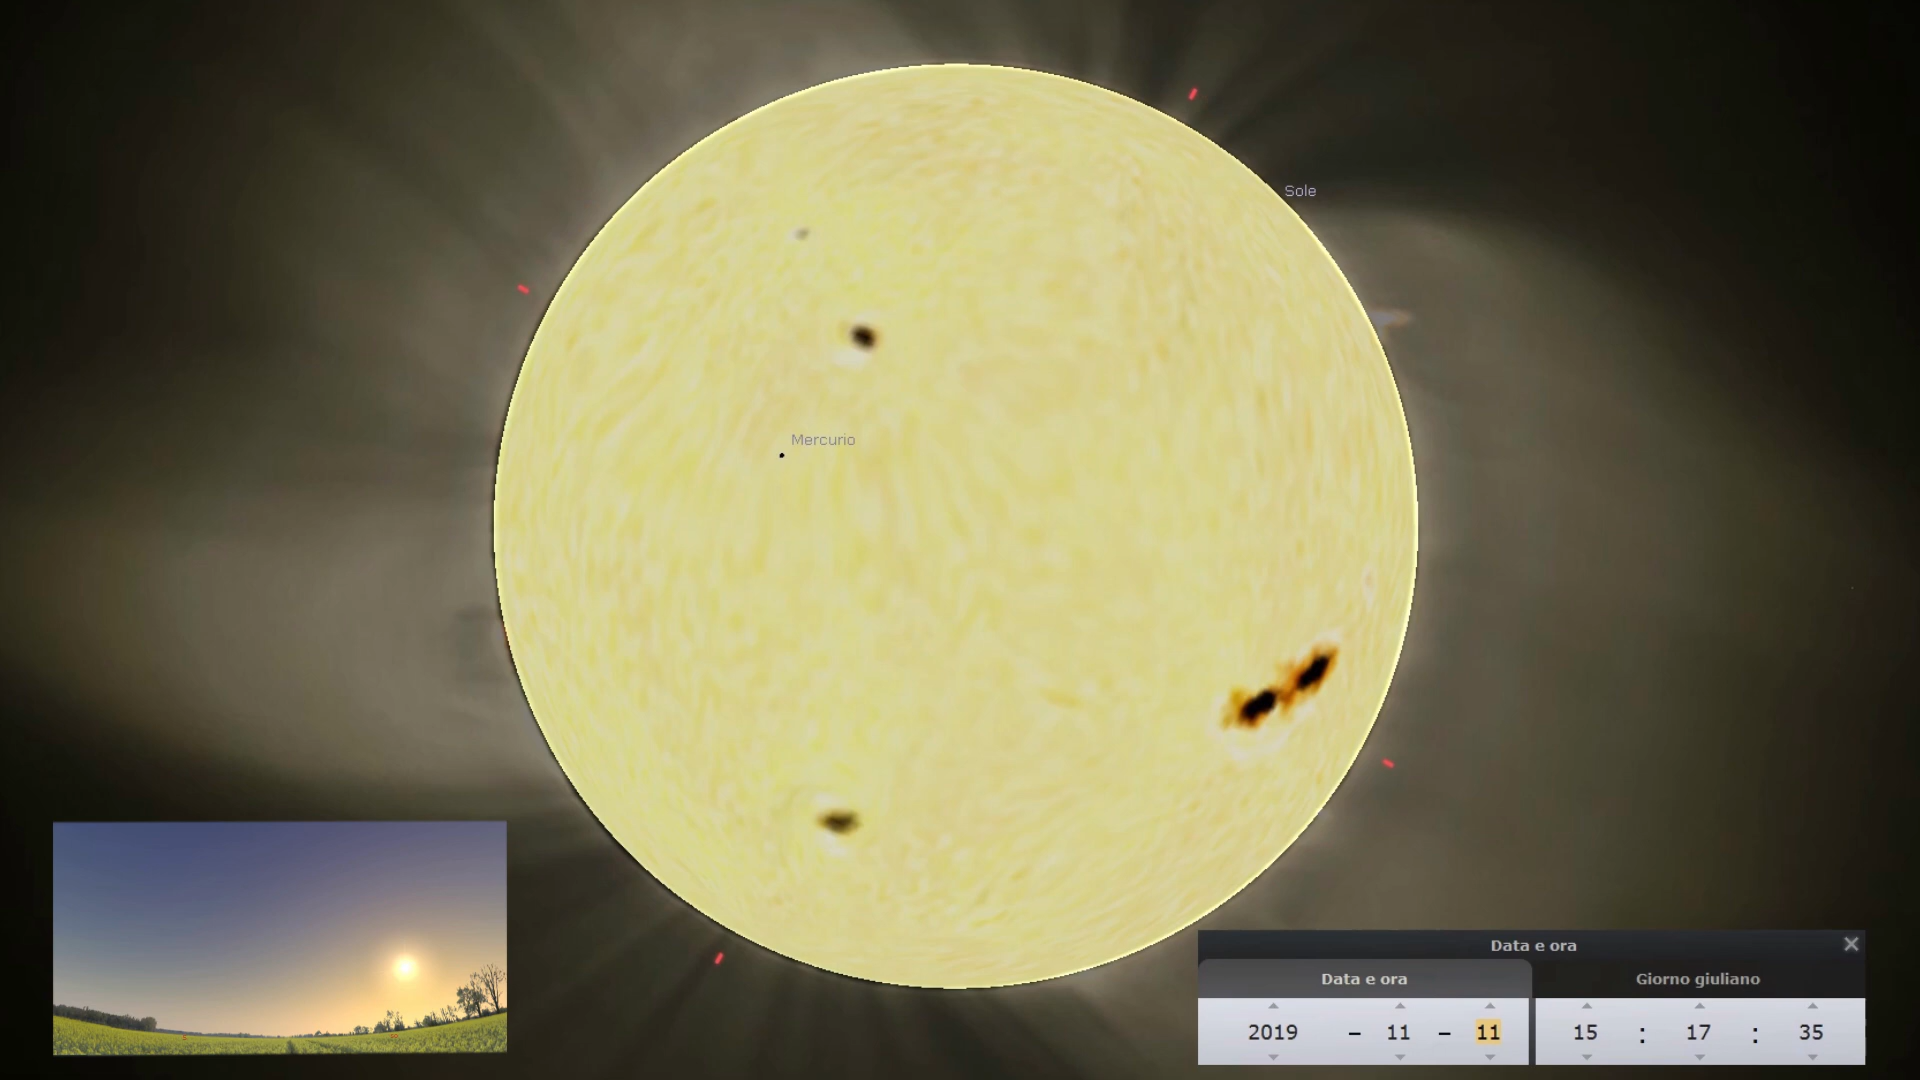 Sole
Mercurio
Data e ora
Data e ora Giorno giuliano
2019 - 11 - 11 15 : 17 : 35